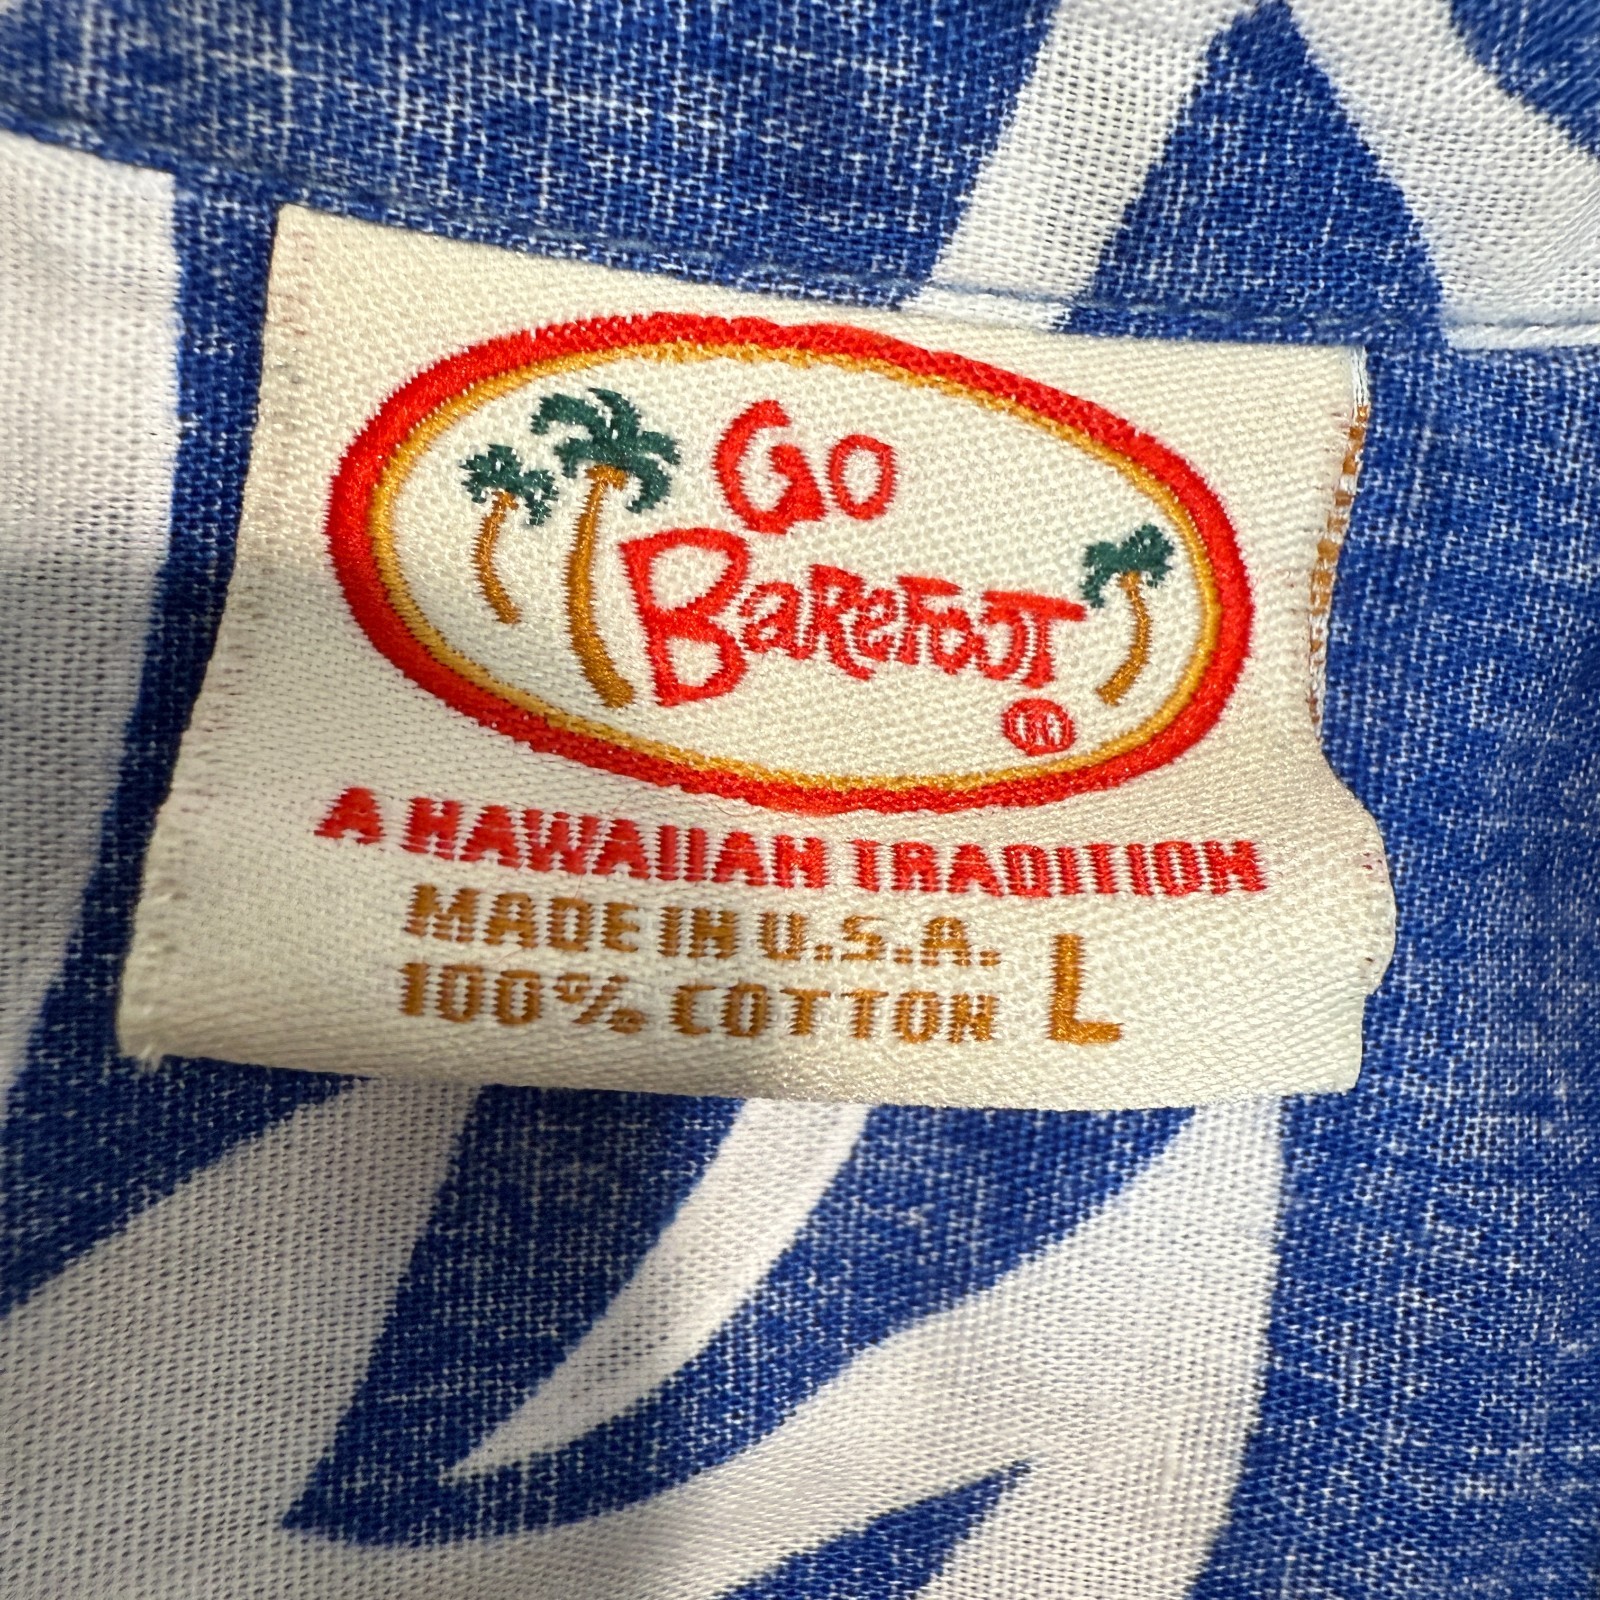 Go
Barefoot
®
A HAWAIIAN TRADITION
MADE IN U.S.A.
100% COTTON L